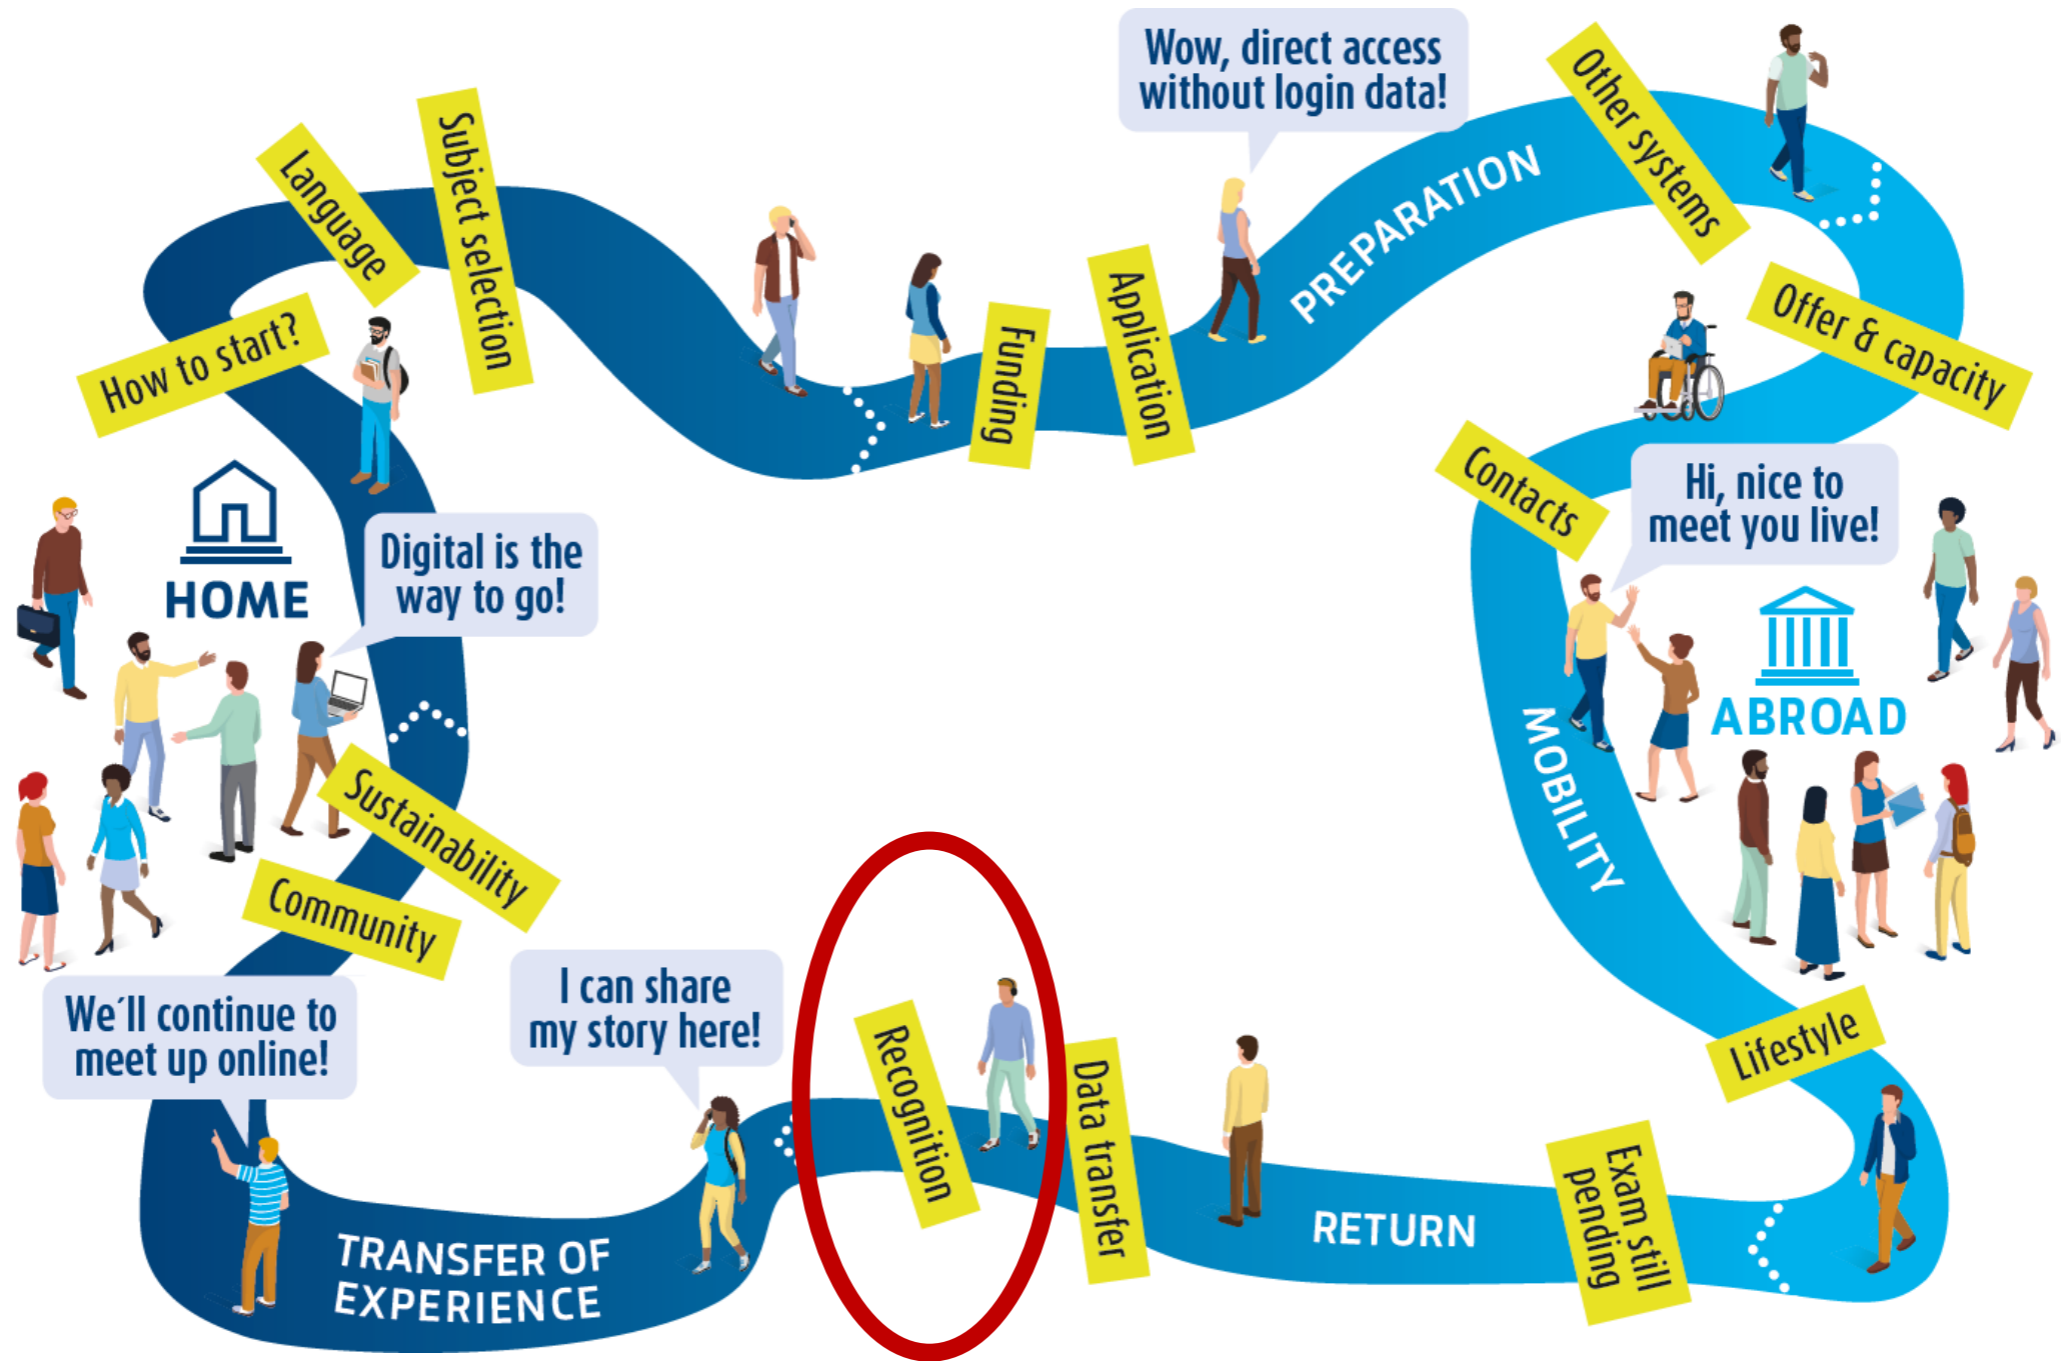 Wow, direct access
without login data!
Other systems
Subject selection
Language
PREPARATION
Application
Offer & capacity
How to start?
Funding
Contacts
Hi, nice to
meet you live!
HOME
Digital is the
way to go!
ABROAD
MOBILITY
Sustainability
Community
We´ll continue to
meet up online!
I can share
my story here!
Recognition
Data transfer
Lifestyle
Exam still
pending
RETURN
TRANSFER OF
EXPERIENCE